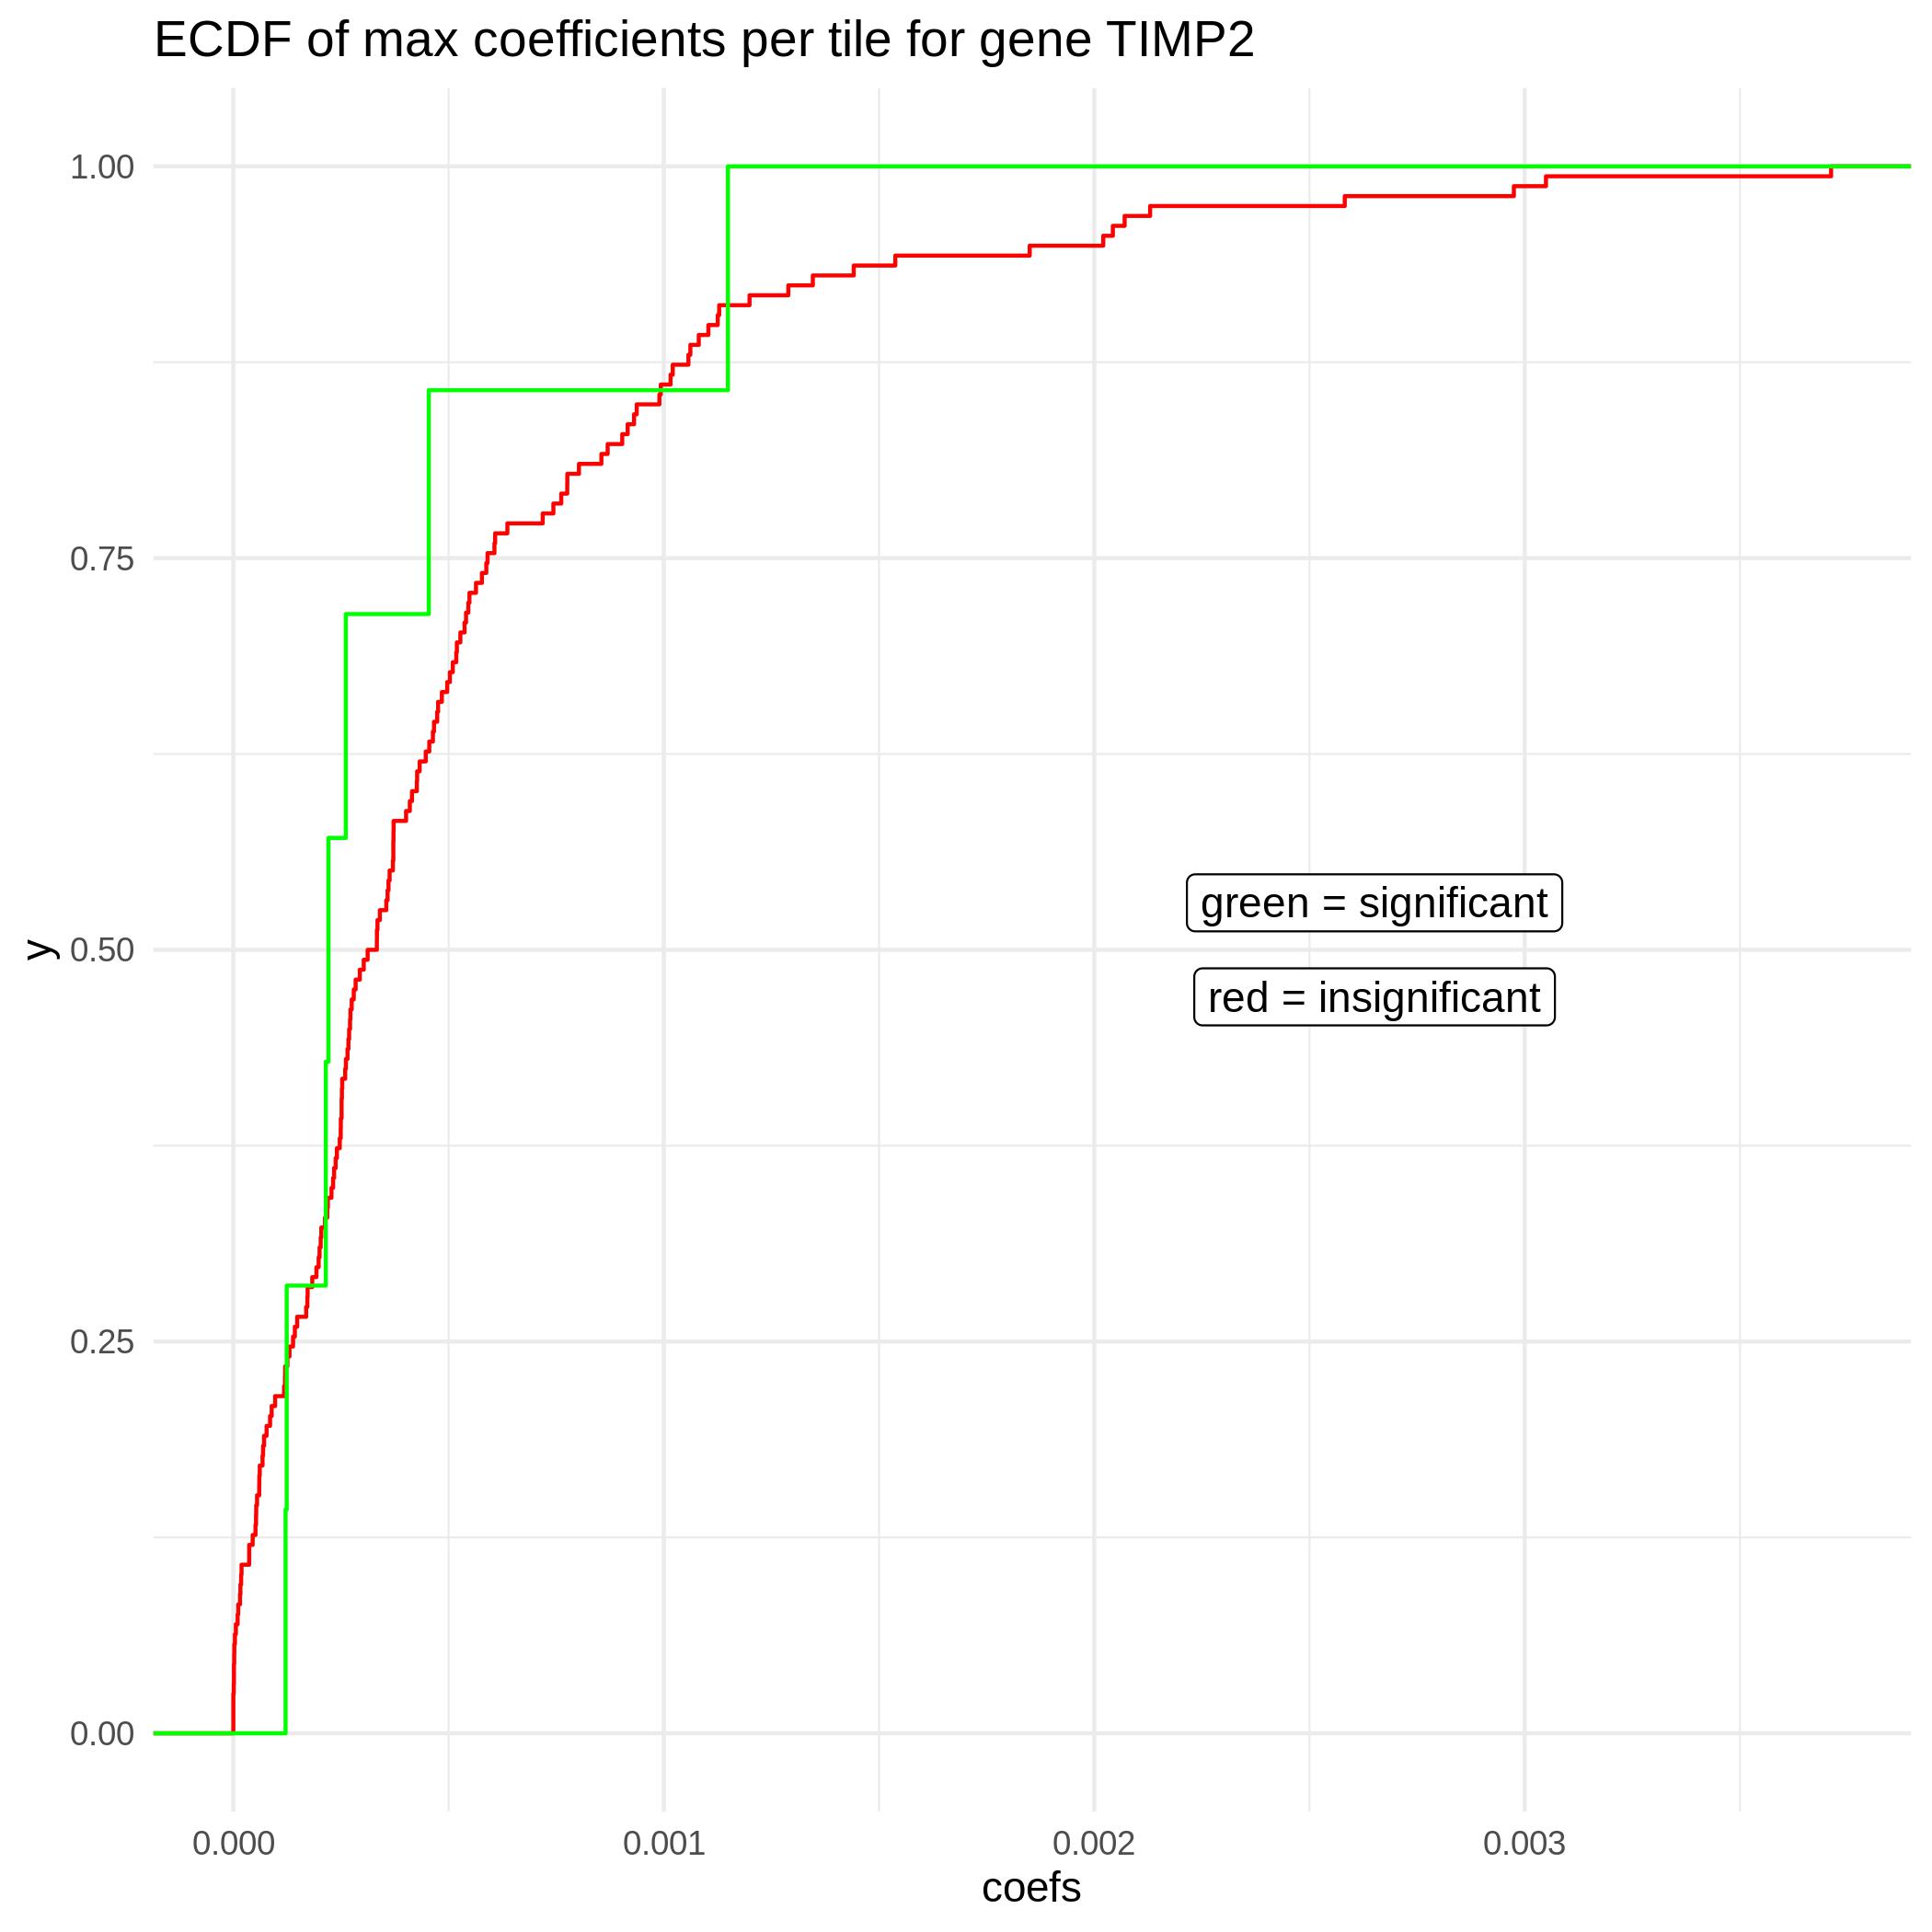 ECDF of max coefficients per tile for gene TIMP2
1.00
0.75
0.50
0.25
0.00
y
green = significant
red = insignificant
0.000 0.001 0.002 0.003
coefs